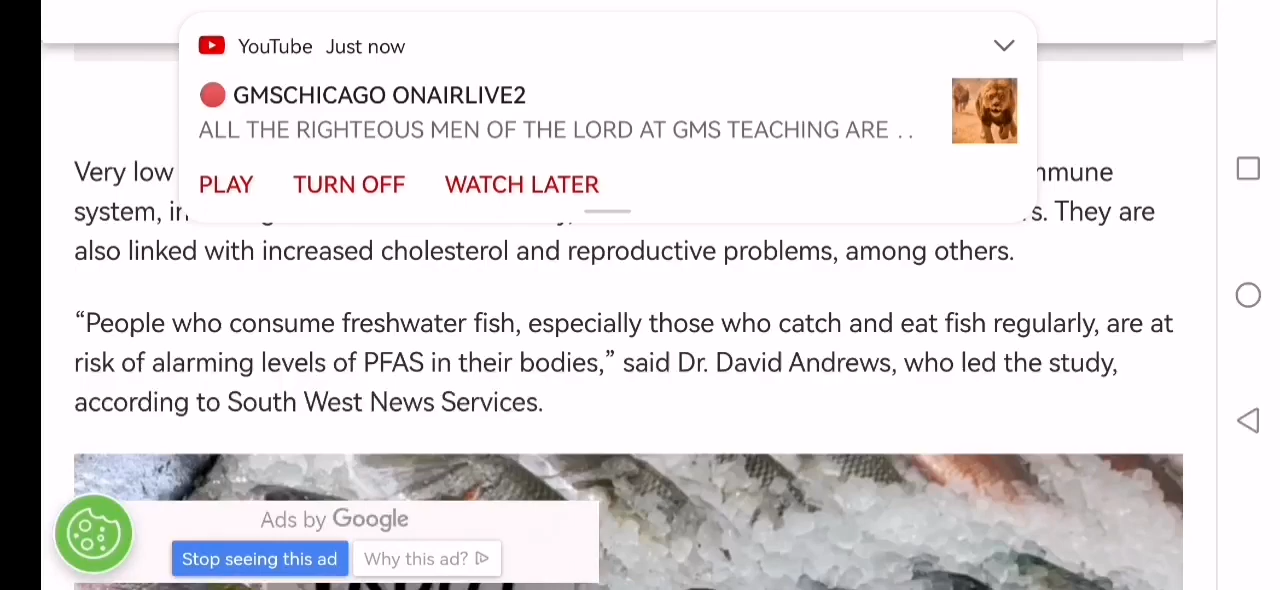 YouTube Just now
GMSCHICAGO ONAIRLIVE2
ALL THE RIGHTEOUS MEN OF THE LORD AT GMS TEACHING ARE . .
PLAY TURN OFF WATCH LATER
Very low
system,
s. They are
also linked with increased cholesterol and reproductive problems, among others.
“People who consume freshwater fish, especially those who catch and eat fish regularly, are at
risk of alarming levels of PFAS in their bodies,” said Dr. David Andrews, who led the study,
according to South West News Services.
Ads by Google
Stop seeing this ad Why this ad?